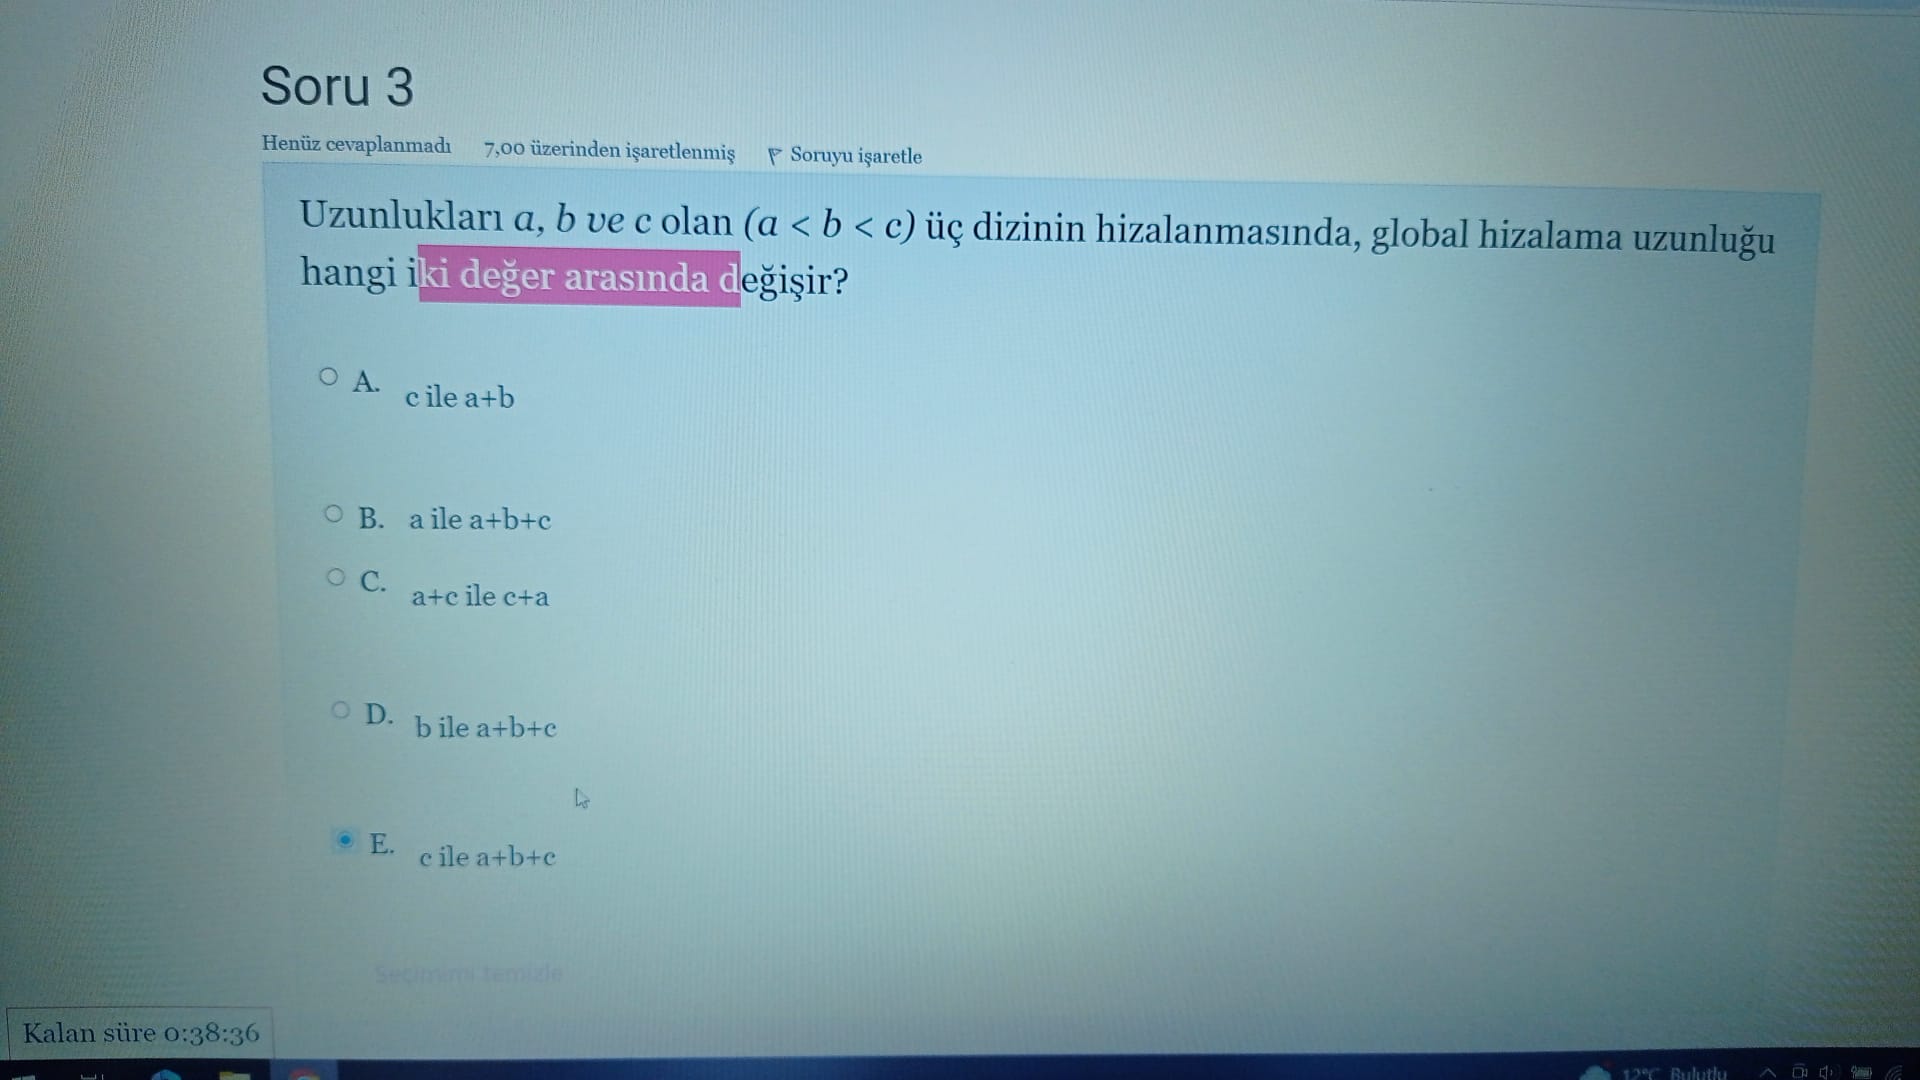 Soru 3
Henüz cevaplanmadı 7,00 üzerinden işaretlenmiş Soruyu işaretle
Uzunlukları a, b ve c olan (a < b < c) üç dizinin hizalanmasında, global hizalama uzunluğu
hangi iki değer arasında değişir?
A. c ile a+b
B. a ile a+b+c
C. a+c ile c+a
D. b ile a+b+c
E. c ile a+b+c
Seçimimi temizle
Kalan süre 0:38:36
12°C Bulutlu